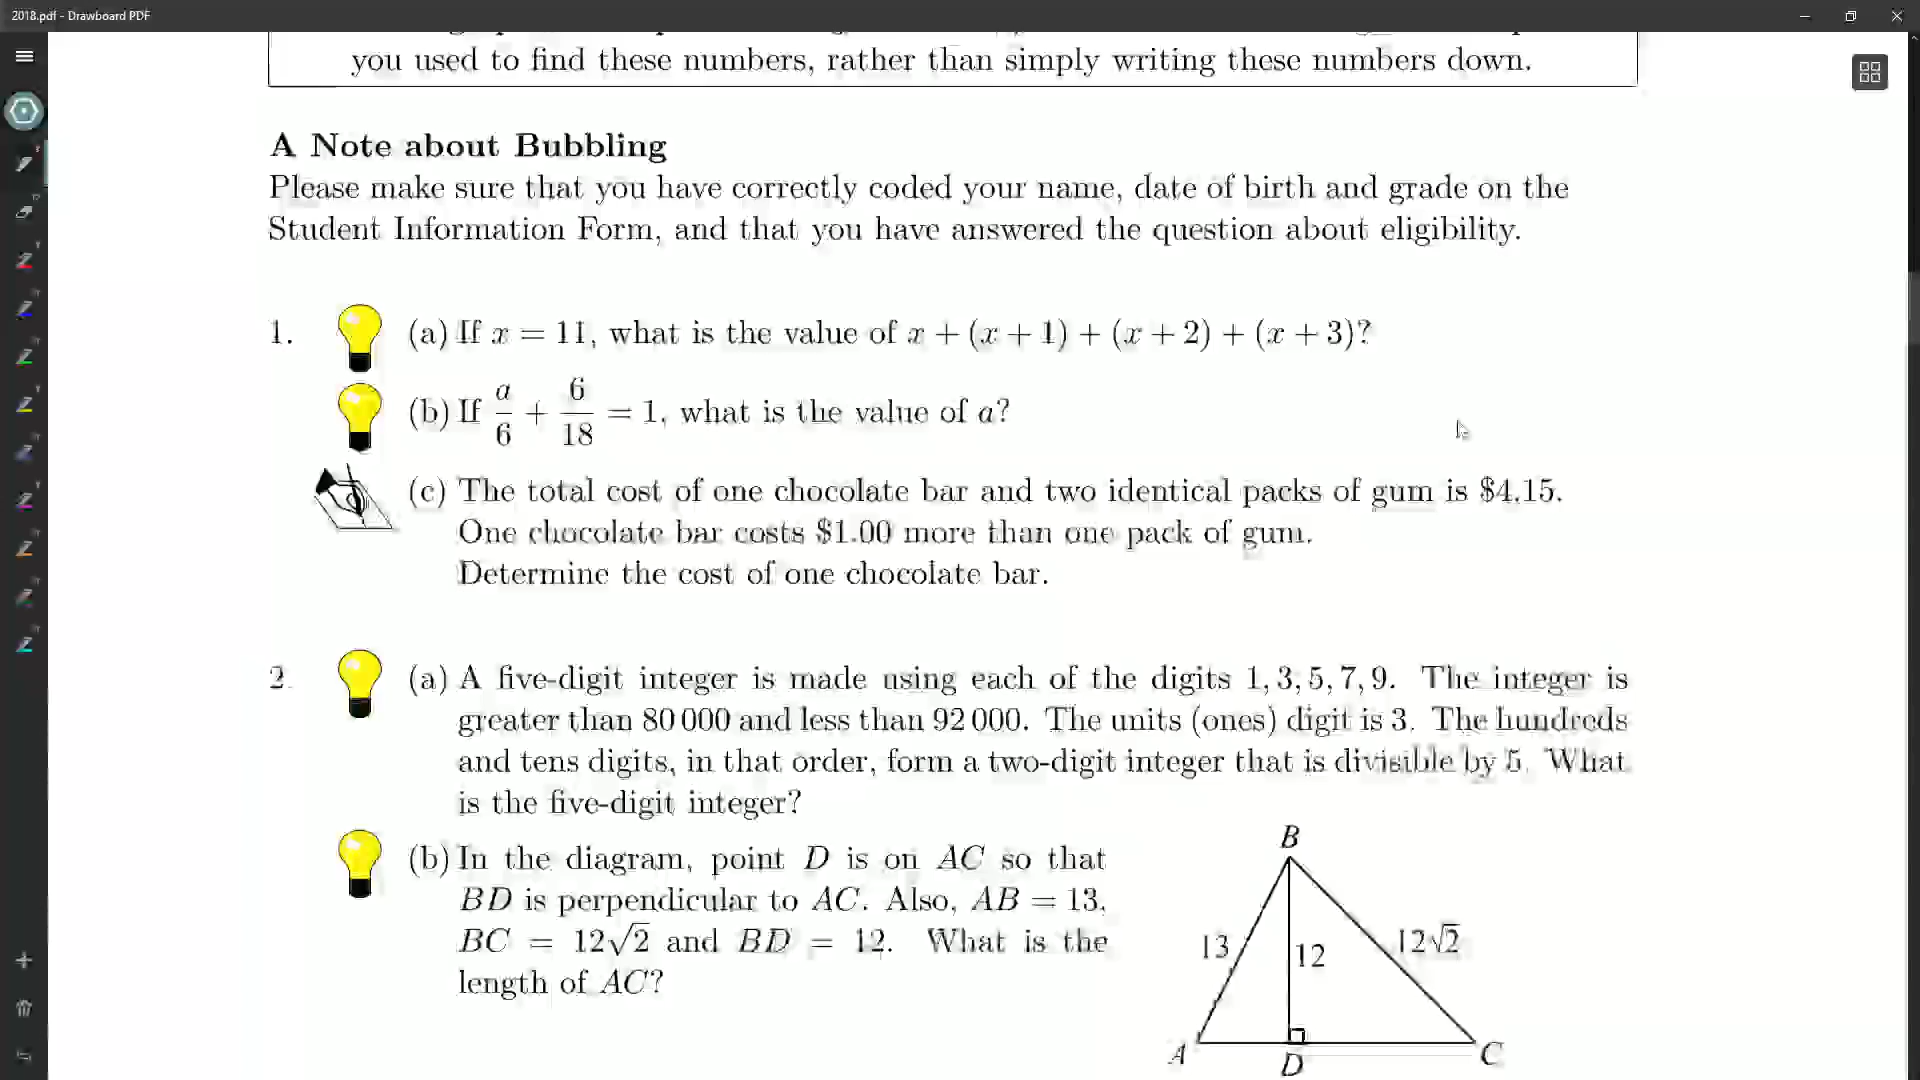 2018.pdf - Drawboard PDF
you used to find these numbers, rather than simply writing these numbers down.
A Note about Bubbling
Please make sure that you have correctly coded your name, date of birth and grade on the
Student Information Form, and that you have answered the question about eligibility.
1.
(a) If x = 11, what is the value of x + (x + 1) + (x + 2) + (x + 3)?
(b) If a/6 + 6/18 = 1, what is the value of a?
(c) The total cost of one chocolate bar and two identical packs of gum is $4.15.
One chocolate bar costs $1.00 more than one pack of gum.
Determine the cost of one chocolate bar.
2.
(a) A five-digit integer is made using each of the digits 1, 3, 5, 7, 9. The integer is
greater than 80 000 and less than 92 000. The units (ones) digit is 3. The hundreds
and tens digits, in that order, form a two-digit integer that is divisible by 5. What
is the five-digit integer?
(b) In the diagram, point D is on AC so that
BD is perpendicular to AC. Also, AB = 13,
BC = 12√2 and BD = 12. What is the
length of AC?
B
13
12
12√2
A
D
C